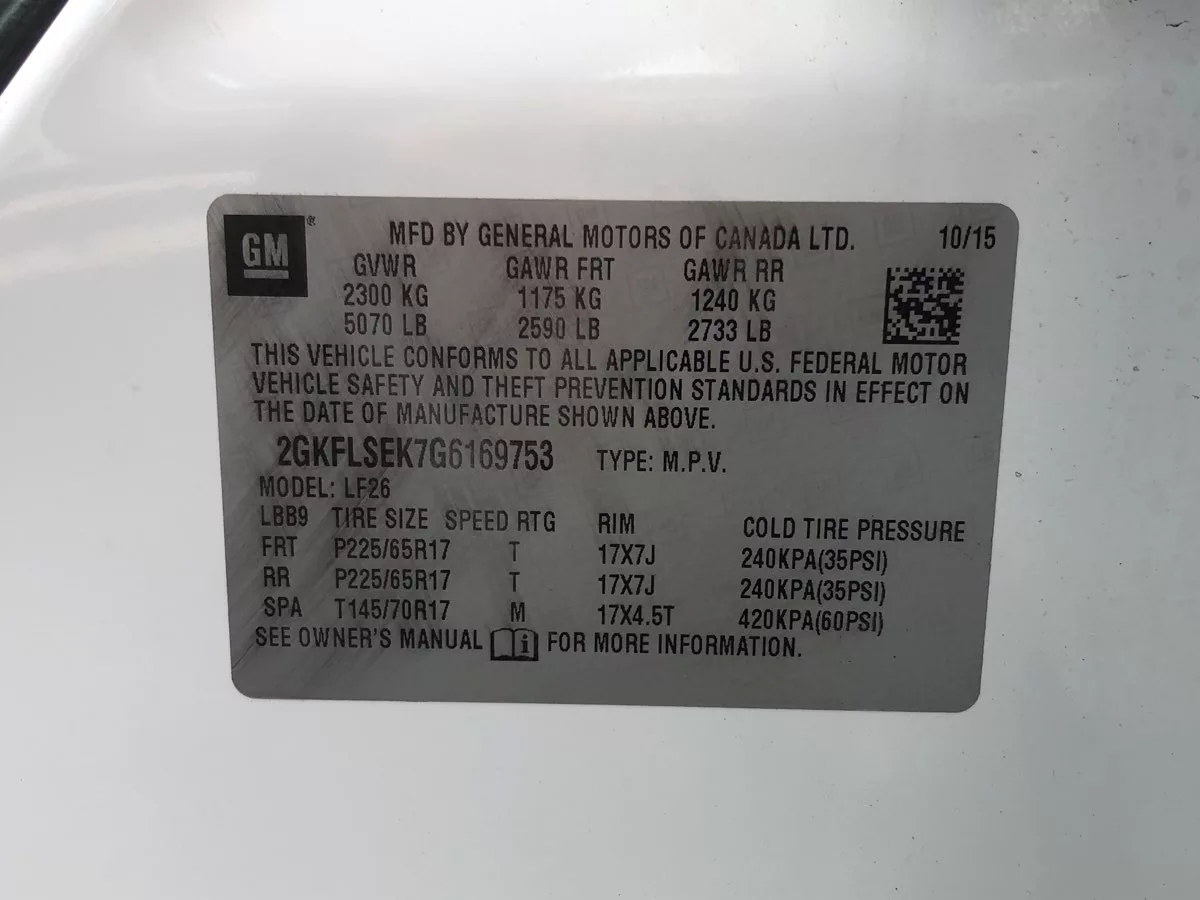 GM®
MFD BY GENERAL MOTORS OF CANADA LTD. 10/15
GVWR GAWR FRT GAWR RR
2300 KG 1175 KG 1240 KG
5070 LB 2590 LB 2733 LB
THIS VEHICLE CONFORMS TO ALL APPLICABLE U.S. FEDERAL MOTOR
VEHICLE SAFETY AND THEFT PREVENTION STANDARDS IN EFFECT ON
THE DATE OF MANUFACTURE SHOWN ABOVE.
2GKFLSEK7G6169753 TYPE: M.P.V.
MODEL: LF26
LBB9 TIRE SIZE SPEED RTG RIM COLD TIRE PRESSURE
FRT P225/65R17 T 17X7J 240KPA(35PSI)
RR P225/65R17 T 17X7J 240KPA(35PSI)
SPA T145/70R17 M 17X4.5T 420KPA(60PSI)
SEE OWNER'S MANUAL i FOR MORE INFORMATION.